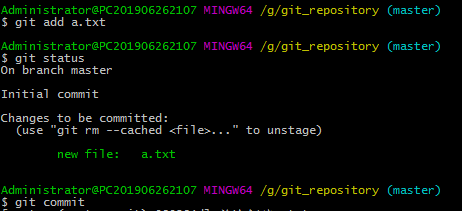 Administrator@PC201906262107 MINGW64 /g/git_repository (master)
$ git add a.txt
Administrator@PC201906262107 MINGW64 /g/git_repository (master)
$ git status
On branch master
Initial commit
Changes to be committed:
(use "git rm --cached <file>..." to unstage)
new file: a.txt
Administrator@PC201906262107 MINGW64 /g/git_repository (master)
$ git commit